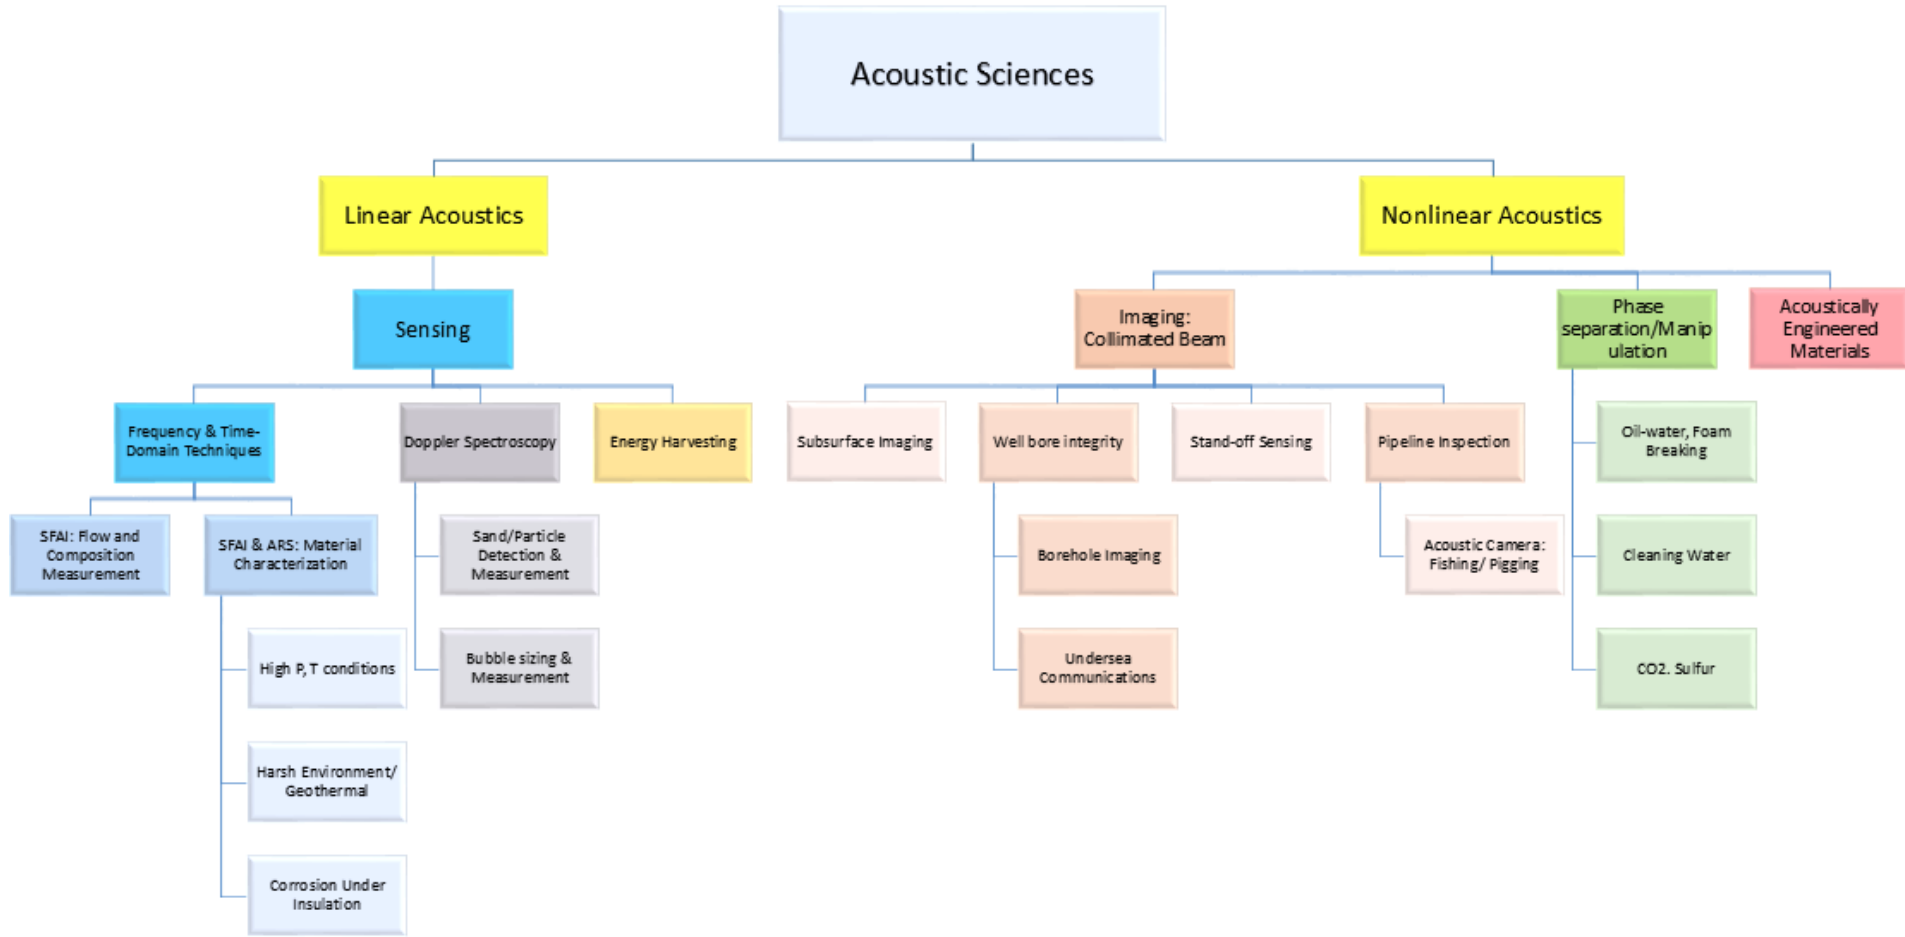 Acoustic Sciences
Linear Acoustics
Nonlinear Acoustics
Sensing
Imaging:
Collimated Beam
Phase
separation/Manip
ulation
Acoustically
Engineered
Materials
Frequency & Time-
Domain Techniques
Doppler Spectroscopy
Energy Harvesting
Subsurface Imaging
Well bore integrity
Stand-off Sensing
Pipeline Inspection
Oil-water, Foam
Breaking
SFAI: Flow and
Composition
Measurement
SFAI & ARS: Material
Characterization
Sand/Particle
Detection &
Measurement
Borehole Imaging
Acoustic Camera:
Fishing/ Pigging
Cleaning Water
High P, T conditions
Bubble sizing &
Measurement
Undersea
Communications
CO2. Sulfur
Harsh Environment/
Geothermal
Corrosion Under
Insulation